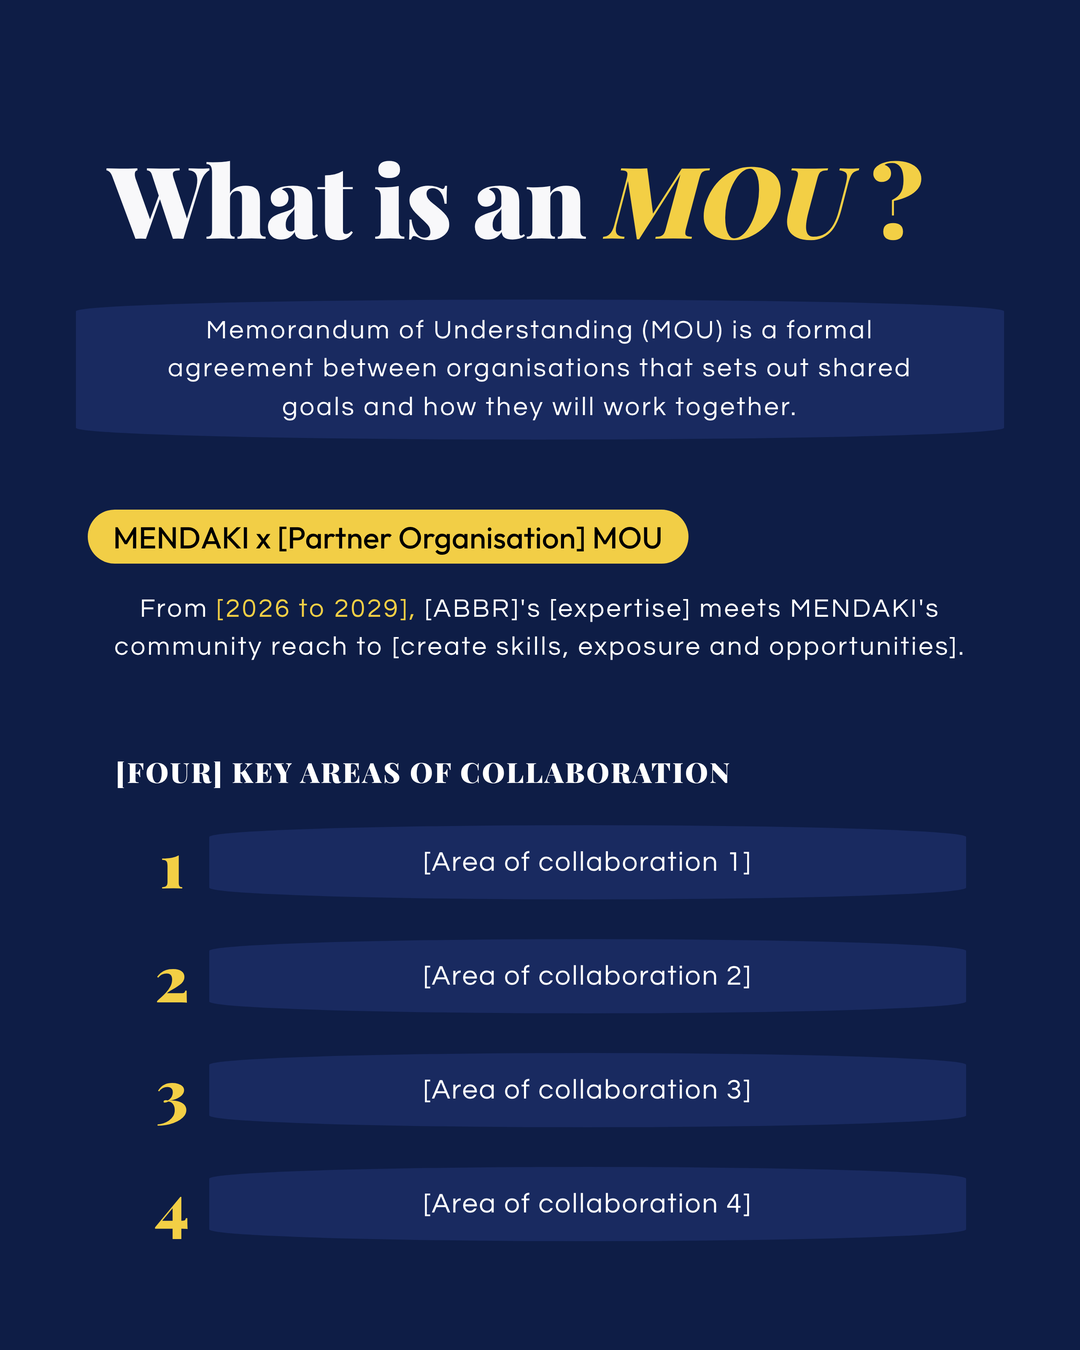 What is an MOU ?
Memorandum of Understanding (MOU) is a formal
agreement between organisations that sets out shared
goals and how they will work together.
MENDAKI x [Partner Organisation] MOU
From [2026 to 2029], [ABBR]'s [expertise] meets MENDAKI's
community reach to [create skills, exposure and opportunities].
[FOUR] KEY AREAS OF COLLABORATION
1 [Area of collaboration 1]
2 [Area of collaboration 2]
3 [Area of collaboration 3]
4 [Area of collaboration 4]